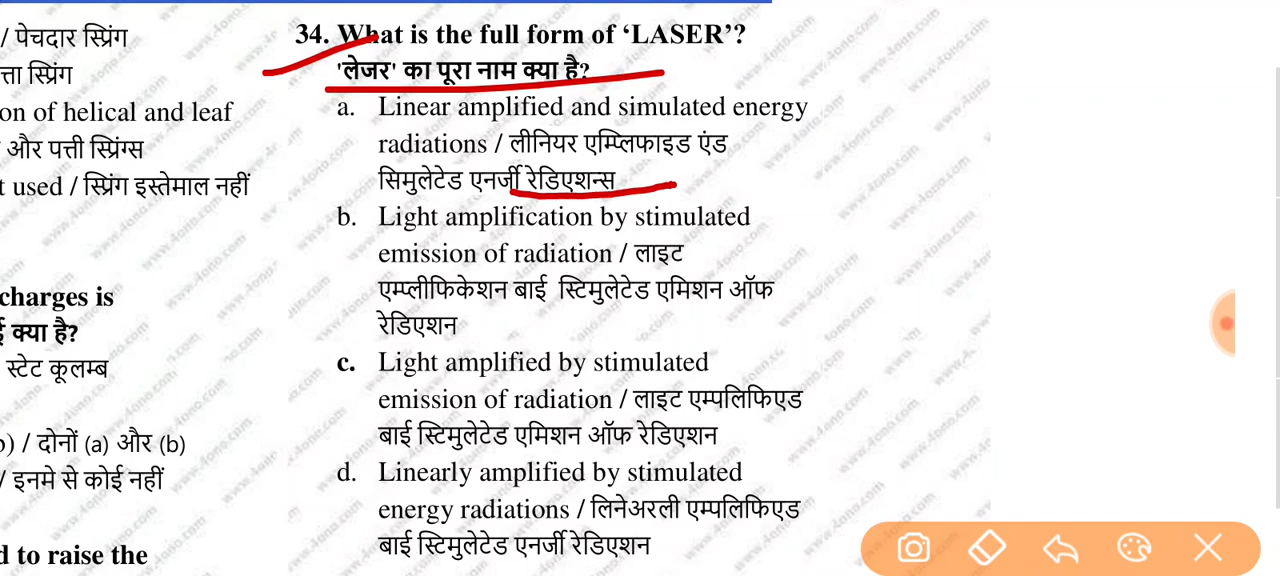 / पेचदार स्प्रिंग
त्ता स्प्रिंग
on of helical and leaf
और पत्ती स्प्रिंग्स
t used / स्प्रिंग इस्तेमाल नहीं
charges is
ई क्या है?
स्टेट कूलम्ब
b) / दोनों (a) और (b)
/ इनमे से कोई नहीं
d to raise the
34. What is the full form of ‘LASER’?
'लेजर' का पूरा नाम क्या है?
a. Linear amplified and simulated energy
radiations / लीनियर एम्प्लिफाइड एंड
सिमुलेटेड एनर्जी रेडिएशन्स
b. Light amplification by stimulated
emission of radiation / लाइट
एम्प्लीफिकेशन बाई स्टिमुलेटेड एमिशन ऑफ
रेडिएशन
c. Light amplified by stimulated
emission of radiation / लाइट एम्पलिफिएड
बाई स्टिमुलेटेड एमिशन ऑफ रेडिएशन
d. Linearly amplified by stimulated
energy radiations / लिनेअरली एम्पलिफिएड
बाई स्टिमुलेटेड एनर्जी रेडिएशन